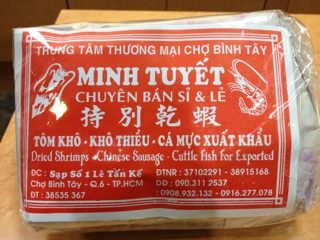 TRUNG TÂM THƯƠNG MẠI CHỢ BÌNH TÂY
MINH TUYẾT
CHUYÊN BÁN SỈ & LẺ
持別乾蝦
TÔM KHÔ - KHÔ THIỀU - CÁ MỰC XUẤT KHẨU
Dried Shrimps - Chinese Sausage - Cuttle Fish for Exported
ĐC : Sạp Số 1 Lê Tấn Kế
Chợ Bình Tây - Q.6 - TP.HCM
ĐT : 38535 367
ĐTNR : 37102291 - 38915168
DĐ : 090.311 2537
: 0908.932.132 - 0916.277.078